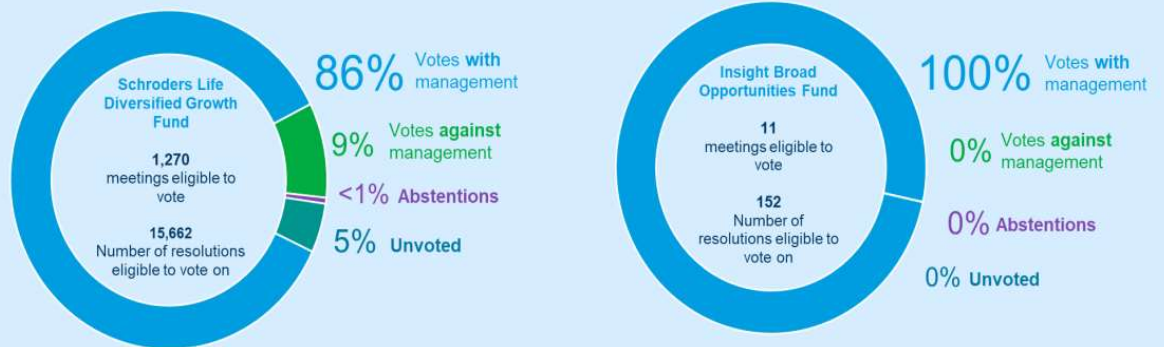 Schroders Life
Diversified Growth
Fund
1,270
meetings eligible to
vote
15,662
Number of resolutions
eligible to vote on
86% Votes with
management
9% Votes against
management
<1% Abstentions
5% Unvoted
Insight Broad
Opportunities Fund
11
meetings eligible to
vote
152
Number of
resolutions eligible to
vote on
100% Votes with
management
0% Votes against
management
0% Abstentions
0% Unvoted